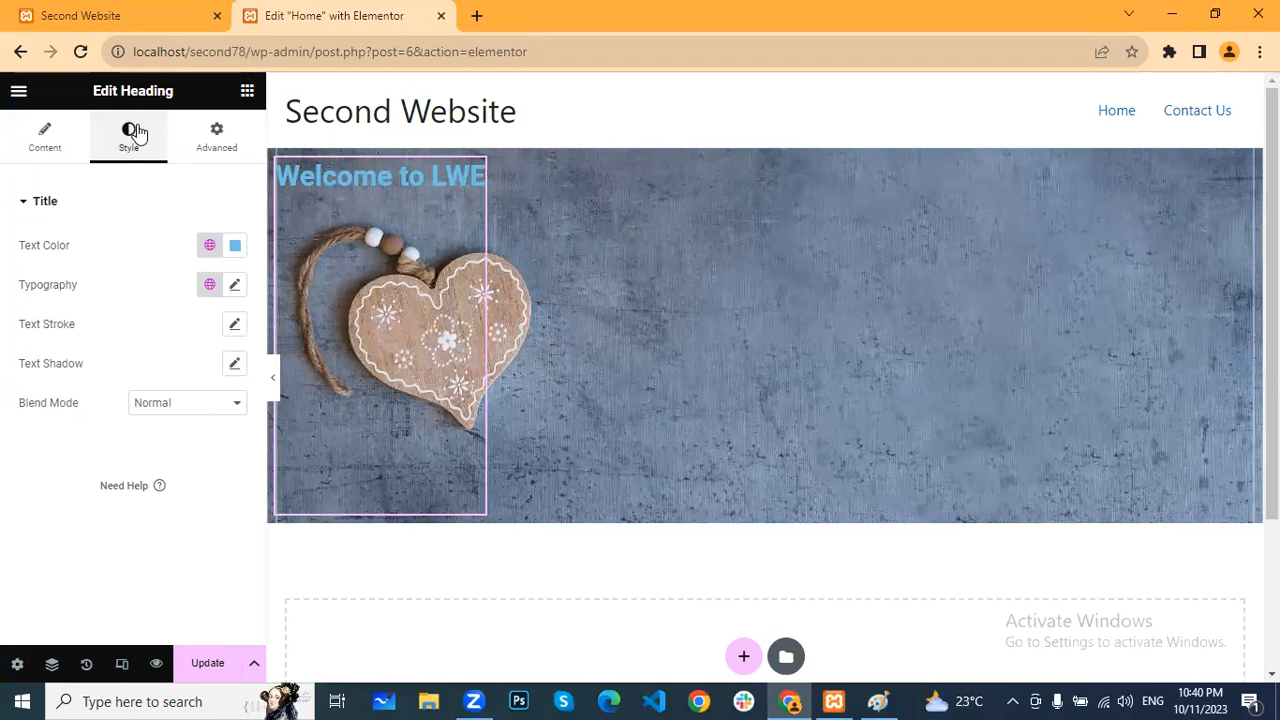 Second Website
Edit "Home" with Elementor
localhost/second78/wp-admin/post.php?post=6&action=elementor
Edit Heading
Content
Style
Advanced
Title
Text Color
Typography
Text Stroke
Text Shadow
Blend Mode
Normal
Need Help
Update
Second Website
Home
Contact Us
Welcome to LWE
Activate Windows
Go to Settings to activate Windows.
Type here to search
23°C
ENG
10:40 PM
10/11/2023
1